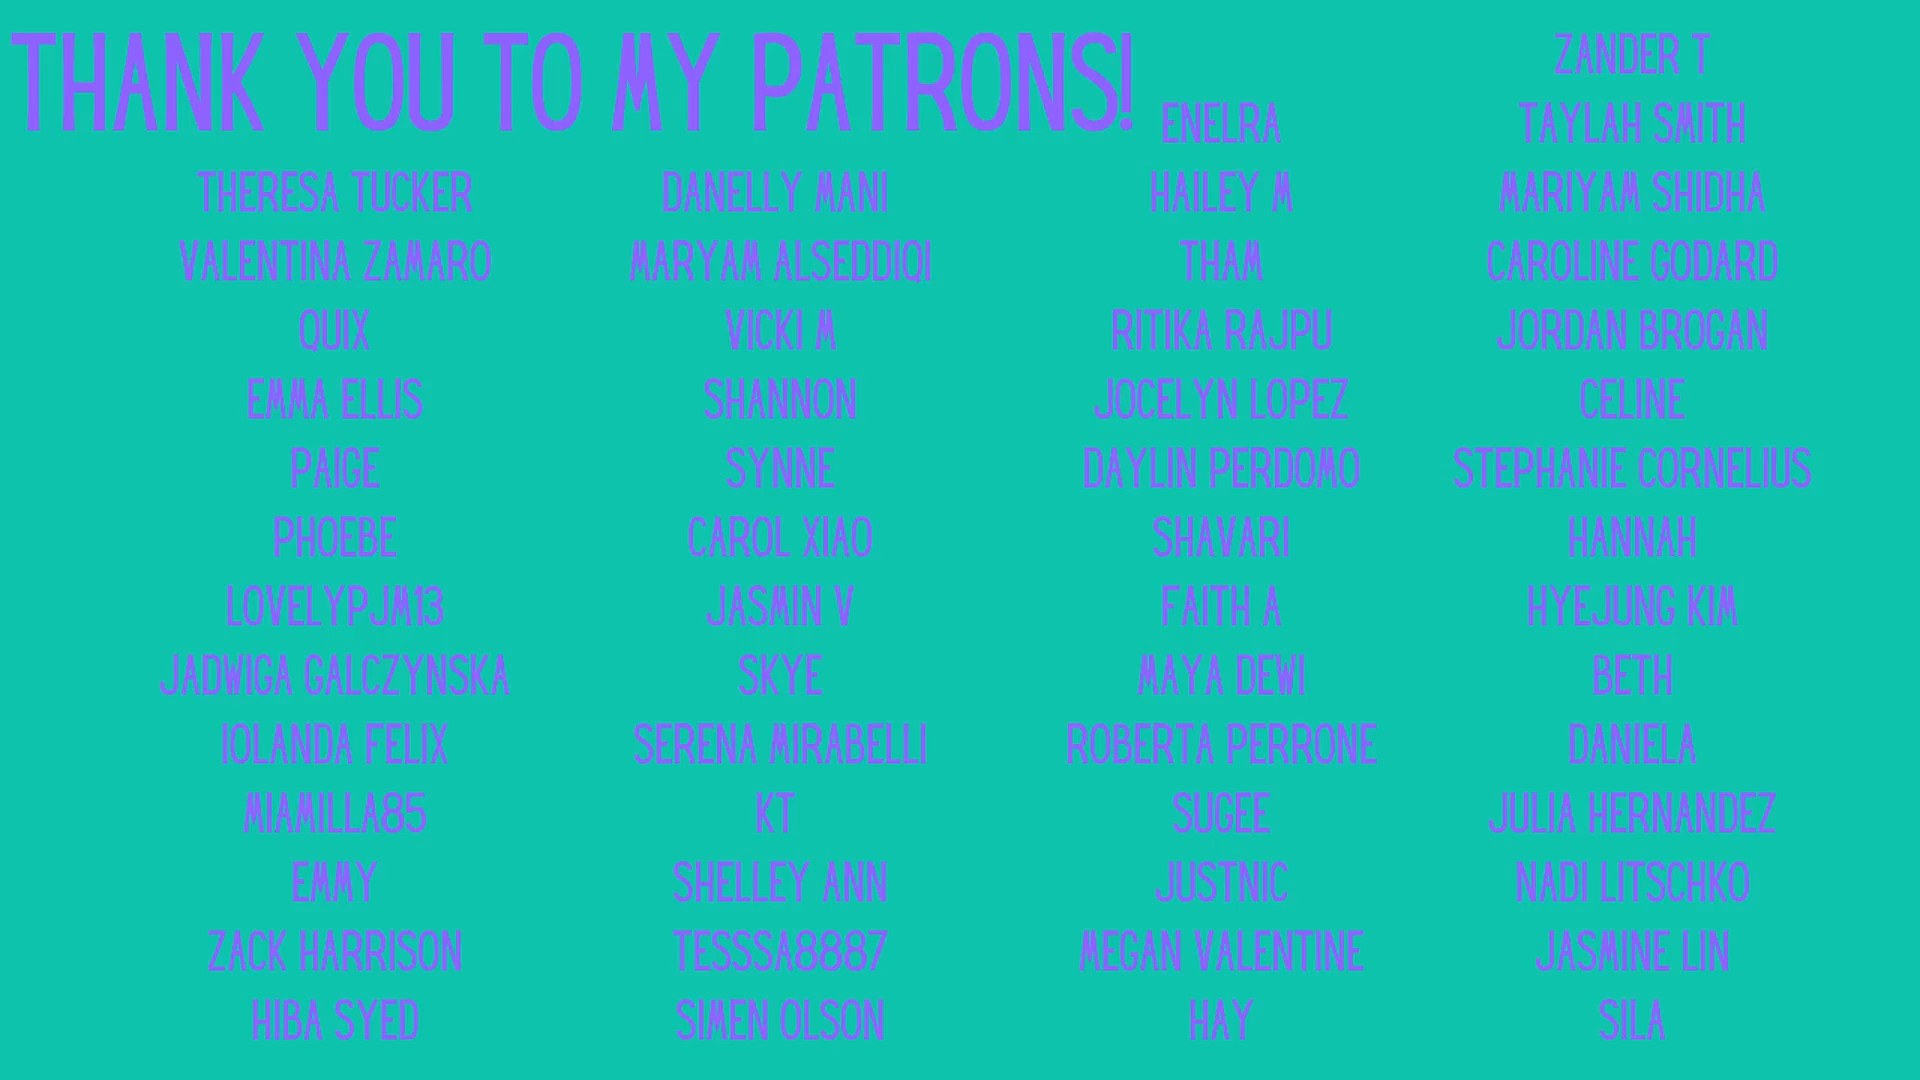 THANK YOU TO MY PATRONS!
THERESA TUCKER
VALENTINA ZAMARO
QUIX
EMMA ELLIS
PAIGE
PHOEBE
LOVELYPJM13
JADWIGA GALCZYNSKA
IOLANDA FELIX
MIAMILLA85
EMMY
ZACK HARRISON
HIBA SYED
DANELLY MANI
MARYAM ALSEDDIQI
VICKI M
SHANNON
SYNNE
CAROL XIAO
JASMIN V
SKYE
SERENA MIRABELLI
KT
SHELLEY ANN
TESSSA8887
SIMEN OLSON
ENELRA
HAILEY M
THAM
RITIKA RAJPU
JOCELYN LOPEZ
DAYLIN PERDOMO
SHAVARI
FAITH A
MAYA DEWI
ROBERTA PERRONE
SUGEE
JUSTNIC
MEGAN VALENTINE
HAY
ZANDER T
TAYLAH SMITH
MARIYAM SHIDHA
CAROLINE GODARD
JORDAN BROGAN
CELINE
STEPHANIE CORNELIUS
HANNAH
HYEJUNG KIM
BETH
DANIELA
JULIA HERNANDEZ
NADI LITSCHKO
JASMINE LIN
SILA